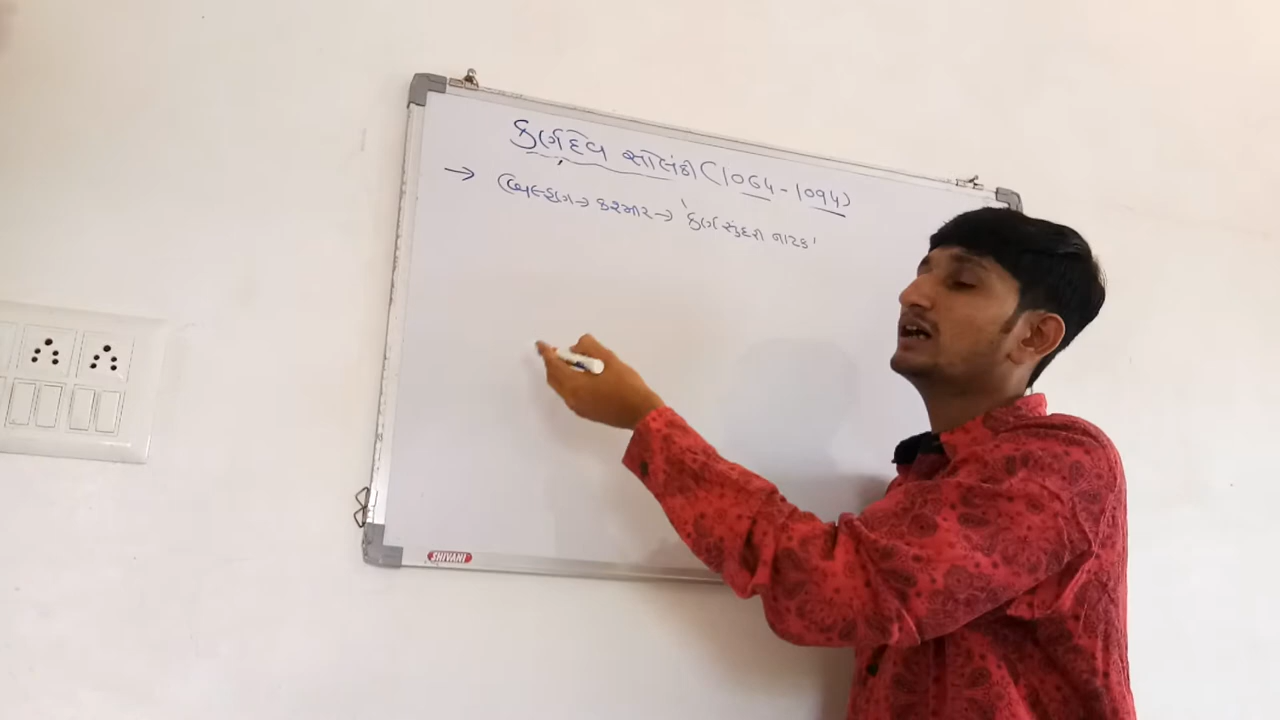 કર્ણદેવ સોલંકી (1064 - 1094)
→ બિલ્હણ → કશ્મીર → 'કર્ણસુંદરી નાટક'
SHIVANI